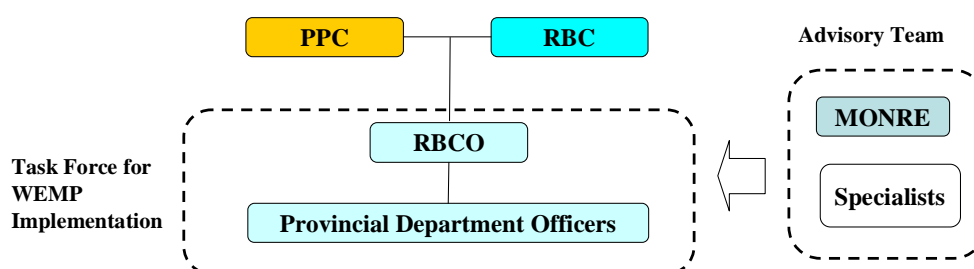 PPC
RBC
Advisory Team
MONRE
RBCO
Task Force for
WEMP
Implementation
Specialists
Provincial Department Officers